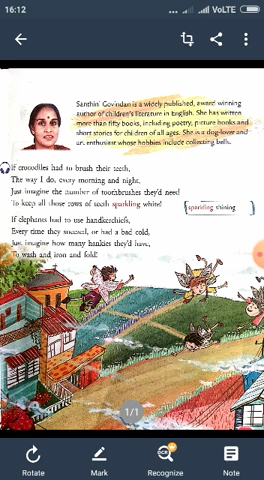 16:12
VoLTE
Santhini Govindan is a widely published, award winning
author of children's literature in English. She has written
more than fifty books, including poetry, picture books and
short stories for children of all ages. She is a dog-lover and
art enthusiast whose hobbies include collecting bells.
If crocodiles had to brush their teeth,
The way I do, every morning and night,
Just imagine the number of toothbrushes they'd need
To keep all those rows of teeth sparkling white!
sparkling shining
If elephants had to use handkerchiefs,
Every time they sneezed, or had a bad cold,
Just imagine how many hankies they'd have,
To wash and iron and fold!
1/1
Rotate
Mark
OCR
Recognize
Note